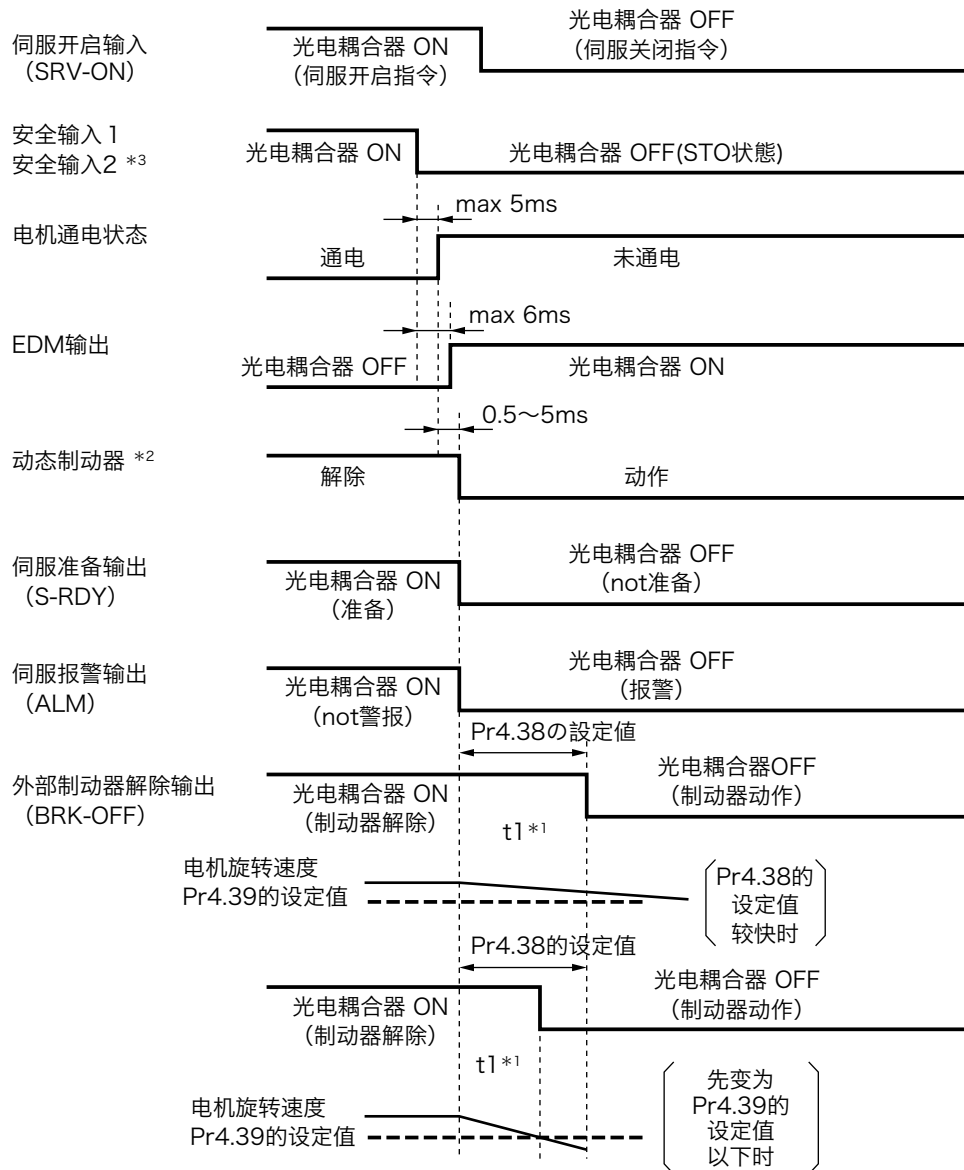 伺服开启输入
（SRV-ON）
光电耦合器 ON
（伺服开启指令）
光电耦合器 OFF
（伺服关闭指令）
安全输入1
安全输入2 *3
光电耦合器 ON
光电耦合器 OFF(STO状態)
max 5ms
电机通电状态
通电
未通电
max 6ms
EDM输出
光电耦合器 OFF
光电耦合器 ON
0.5～5ms
动态制动器 *2
解除
动作
伺服准备输出
（S-RDY）
光电耦合器 ON
（准备）
光电耦合器 OFF
（not准备）
伺服报警输出
（ALM）
光电耦合器 ON
（not警报）
光电耦合器 OFF
（报警）
Pr4.38の設定値
外部制动器解除输出
（BRK-OFF）
光电耦合器 ON
（制动器解除）
光电耦合器OFF
（制动器动作）
t1*1
电机旋转速度
Pr4.39的设定值
Pr4.38的
设定值
较快时
Pr4.38的设定值
光电耦合器 ON
（制动器解除）
光电耦合器 OFF
（制动器动作）
t1*1
电机旋转速度
Pr4.39的设定值
先变为
Pr4.39的
设定值
以下时